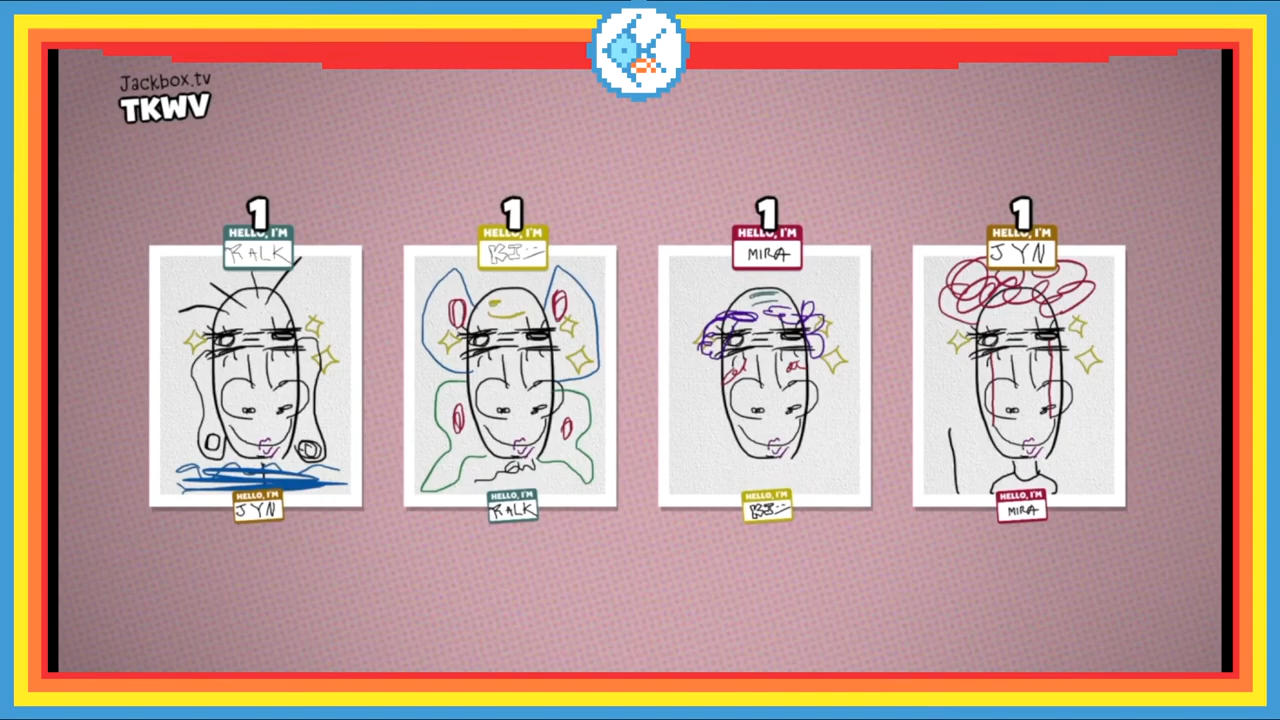 Jackbox.tv
TKWV
1
HELLO, I'M
RALK
HELLO, I'M
JYN
1
HELLO, I'M
HELLO, I'M
RALK
1
HELLO, I'M
MIRA
HELLO, I'M
1
HELLO, I'M
JYN
HELLO, I'M
MIRA